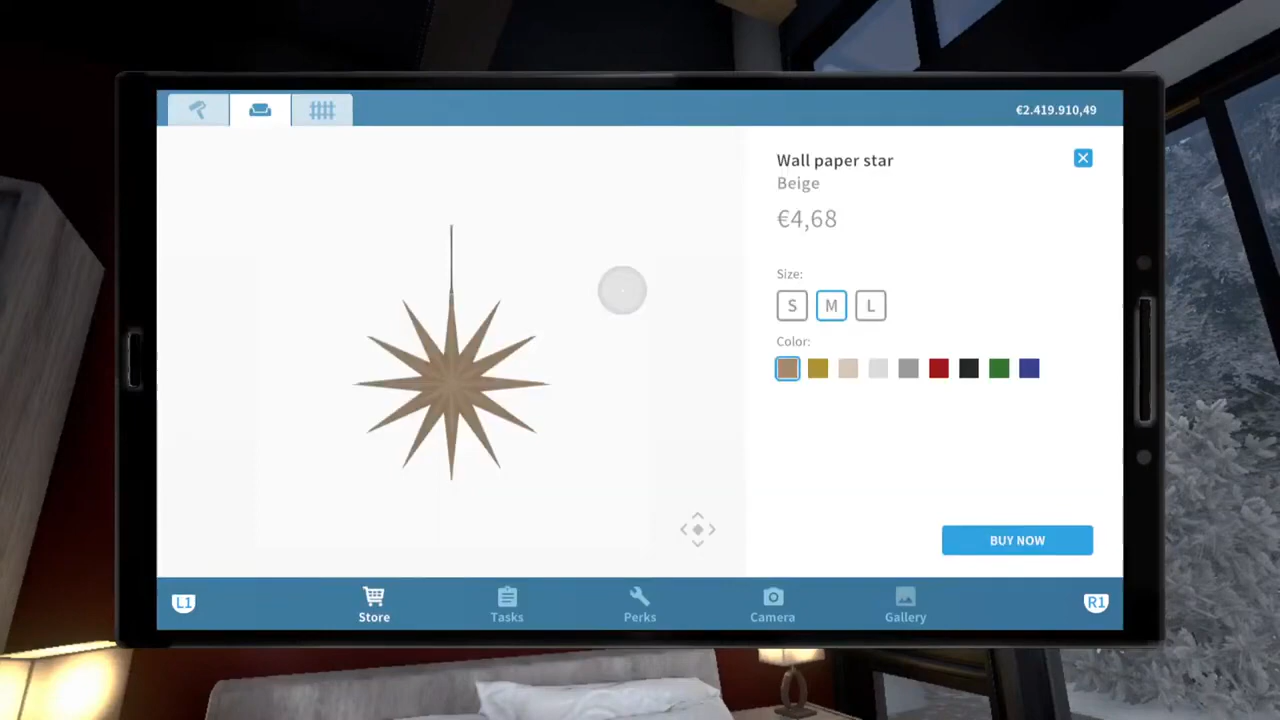 €2.419.910,49
Wall paper star
Beige
€4,68
Size:
S M L
Color:
BUY NOW
L1 Store Tasks Perks Camera Gallery R1